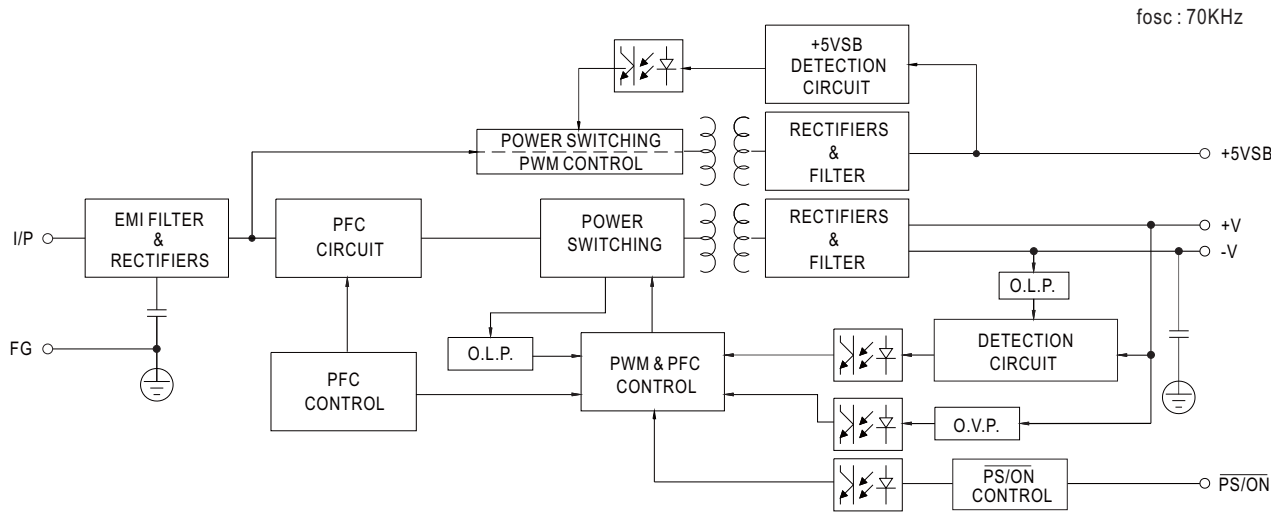 fosc : 70KHz
+5VSB
DETECTION
CIRCUIT
POWER SWITCHING
PWM CONTROL
RECTIFIERS
&
FILTER
+5VSB
I/P
EMI FILTER
&
RECTIFIERS
PFC
CIRCUIT
POWER
SWITCHING
RECTIFIERS
&
FILTER
+V
-V
O.L.P.
FG
O.L.P.
PWM & PFC
CONTROL
DETECTION
CIRCUIT
PFC
CONTROL
O.V.P.
PS/ON
CONTROL
PS/ON